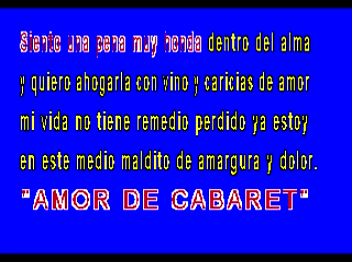 Siento una pena muy honda dentro del alma
y quiero ahogarla con vino y caricias de amor
mi vida no tiene remedio perdido ya estoy
en este medio maldito de amargura y dolor.
"AMOR DE CABARET"